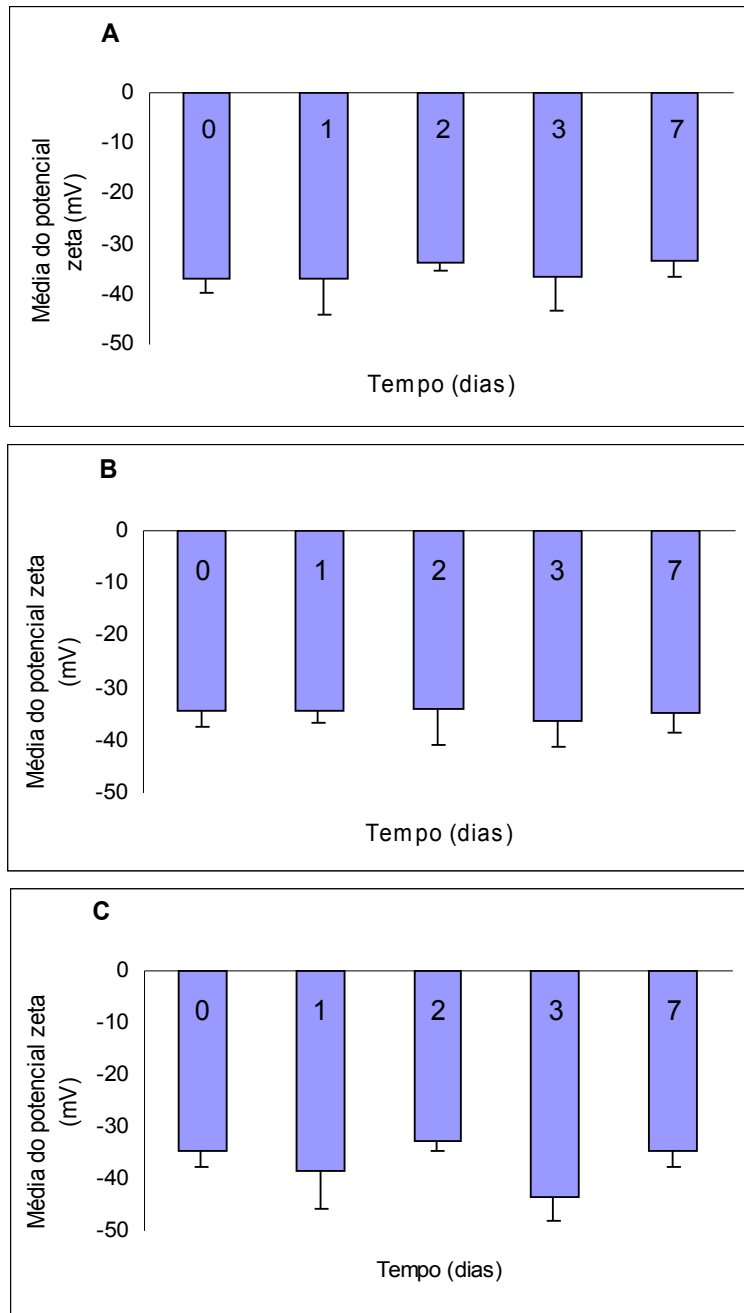 A
0
-10
-20
-30
-40
-50
Média do potencial
zeta (mV)
0 1 2 3 7
Tempo (dias)
B
0
-10
-20
-30
-40
-50
Média do potencial zeta
(mV)
0 1 2 3 7
Tempo (dias)
C
0
-10
-20
-30
-40
-50
Média do potencial zeta
(mV)
0 1 2 3 7
Tempo (dias)